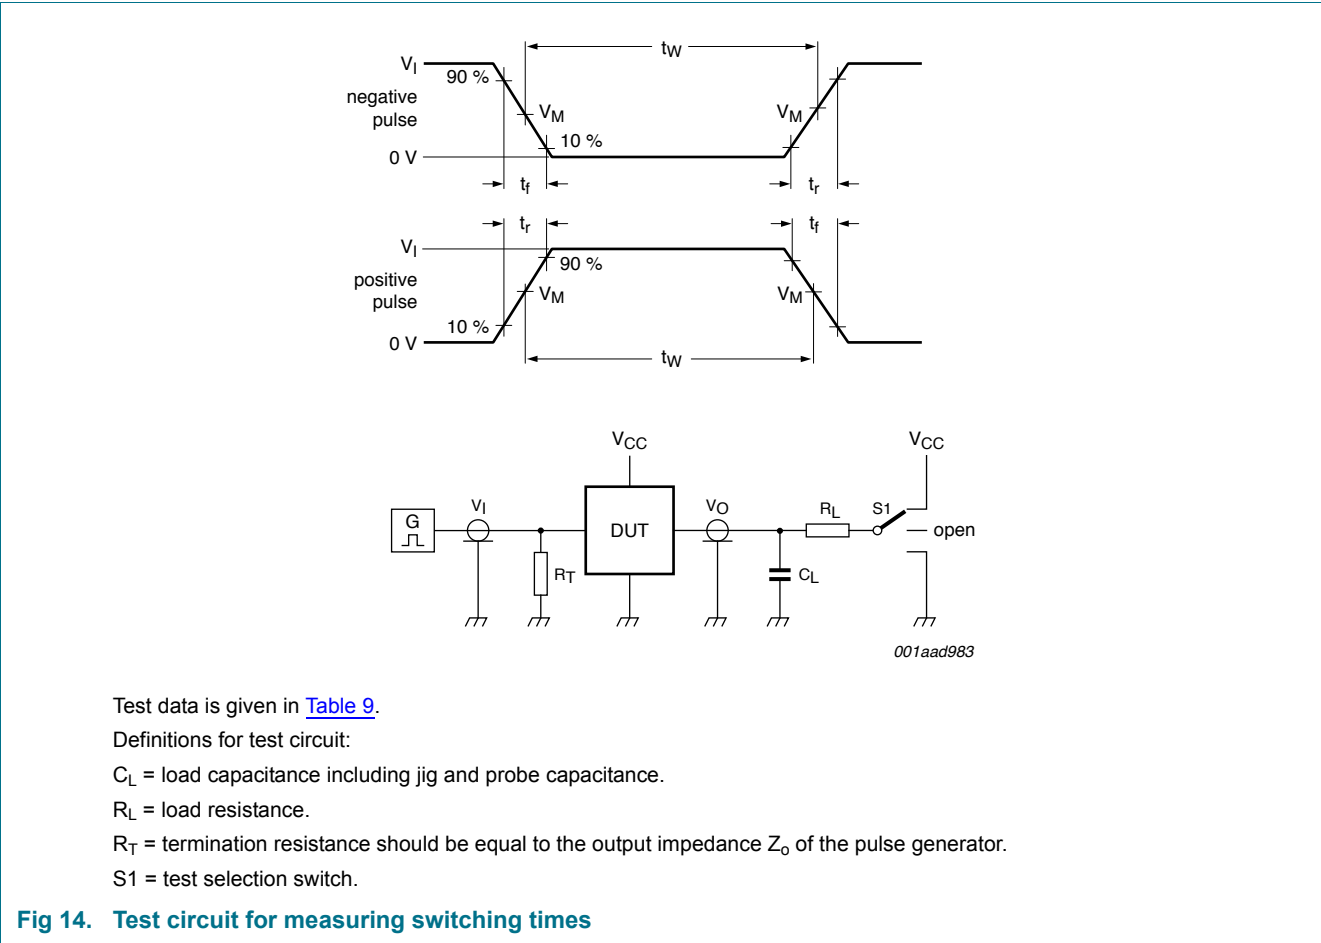 tW
VI
90 %
negative
pulse
VM
VM
10 %
0 V
tf
tr
tr
tf
VI
90 %
positive
pulse
VM
VM
10 %
0 V
tW
VCC
VCC
G
VI
RT
DUT
VO
RL
S1
open
CL
001aad983
Test data is given in Table 9.
Definitions for test circuit:
CL = load capacitance including jig and probe capacitance.
RL = load resistance.
RT = termination resistance should be equal to the output impedance Zo of the pulse generator.
S1 = test selection switch.
Fig 14. Test circuit for measuring switching times